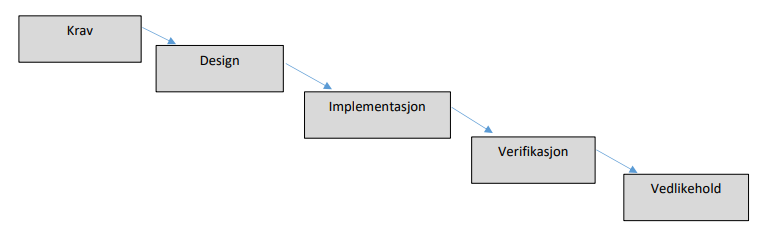 Krav
Design
Implementasjon
Verifikasjon
Vedlikehold